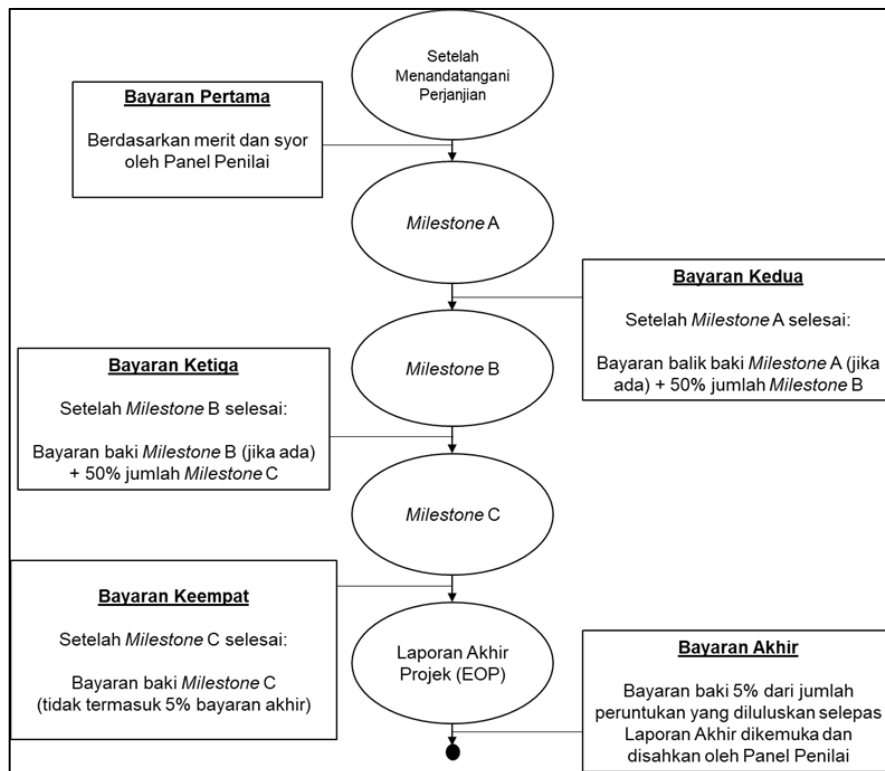 Setelah
Menandatangani
Perjanjian
Bayaran Pertama
Berdasarkan merit dan syor
oleh Panel Penilai
Milestone A
Bayaran Kedua
Setelah Milestone A selesai:
Bayaran balik baki Milestone A (jika
ada) + 50% jumlah Milestone B
Milestone B
Bayaran Ketiga
Setelah Milestone B selesai:
Bayaran baki Milestone B (jika ada)
+ 50% jumlah Milestone C
Milestone C
Bayaran Keempat
Setelah Milestone C selesai:
Bayaran baki Milestone C
(tidak termasuk 5% bayaran akhir)
Laporan Akhir
Projek (EOP)
Bayaran Akhir
Bayaran baki 5% dari jumlah
peruntukan yang diluluskan selepas
Laporan Akhir dikemuka dan
disahkan oleh Panel Penilai